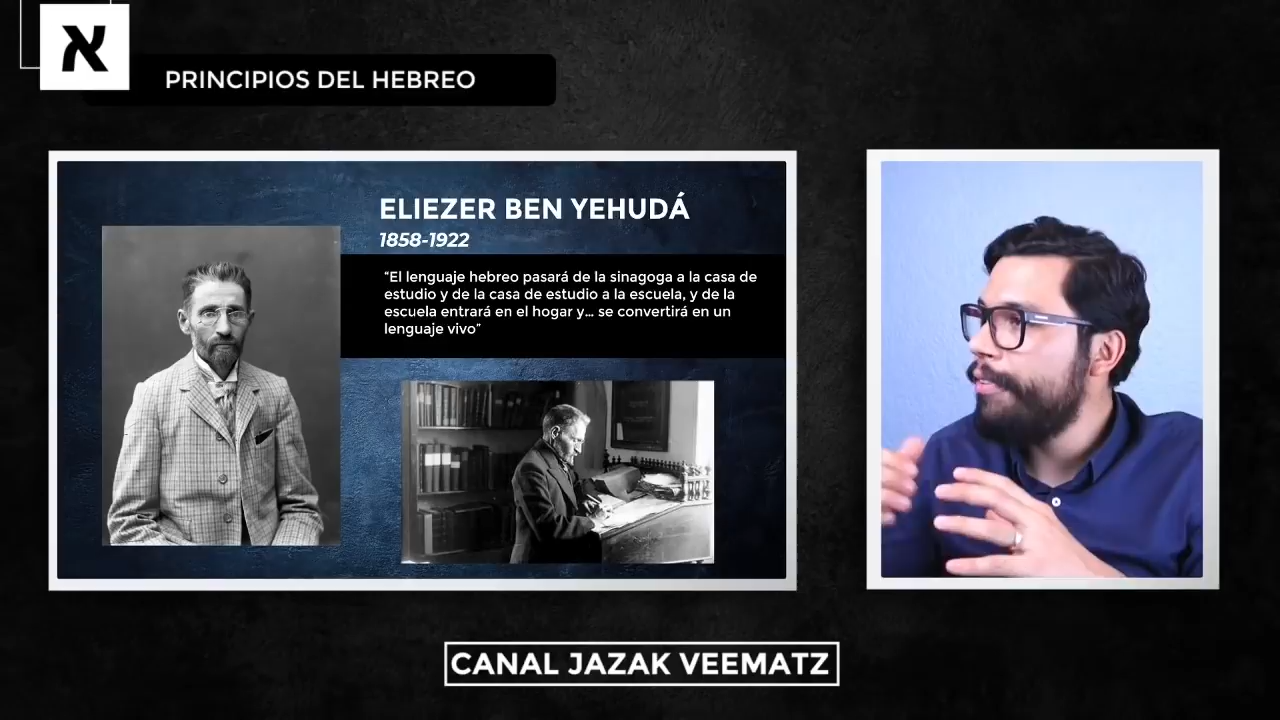 א
PRINCIPIOS DEL HEBREO
ELIEZER BEN YEHUDÁ
1858-1922
“El lenguaje hebreo pasará de la sinagoga a la casa de
estudio y de la casa de estudio a la escuela, y de la
escuela entrará en el hogar y... se convertirá en un
lenguaje vivo”
CANAL JAZAK VEEMATZ